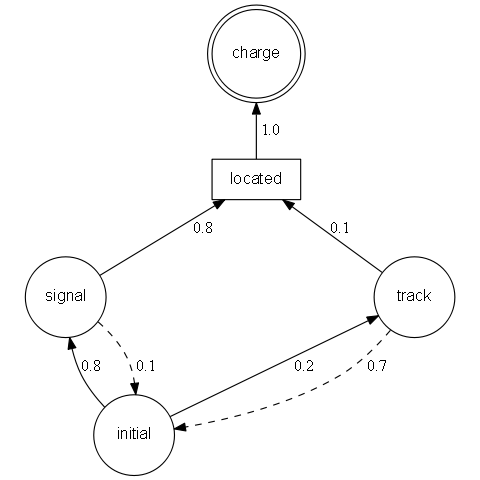 charge
1.0
located
0.8
0.1
signal
track
0.8
0.1
0.2
0.7
initial